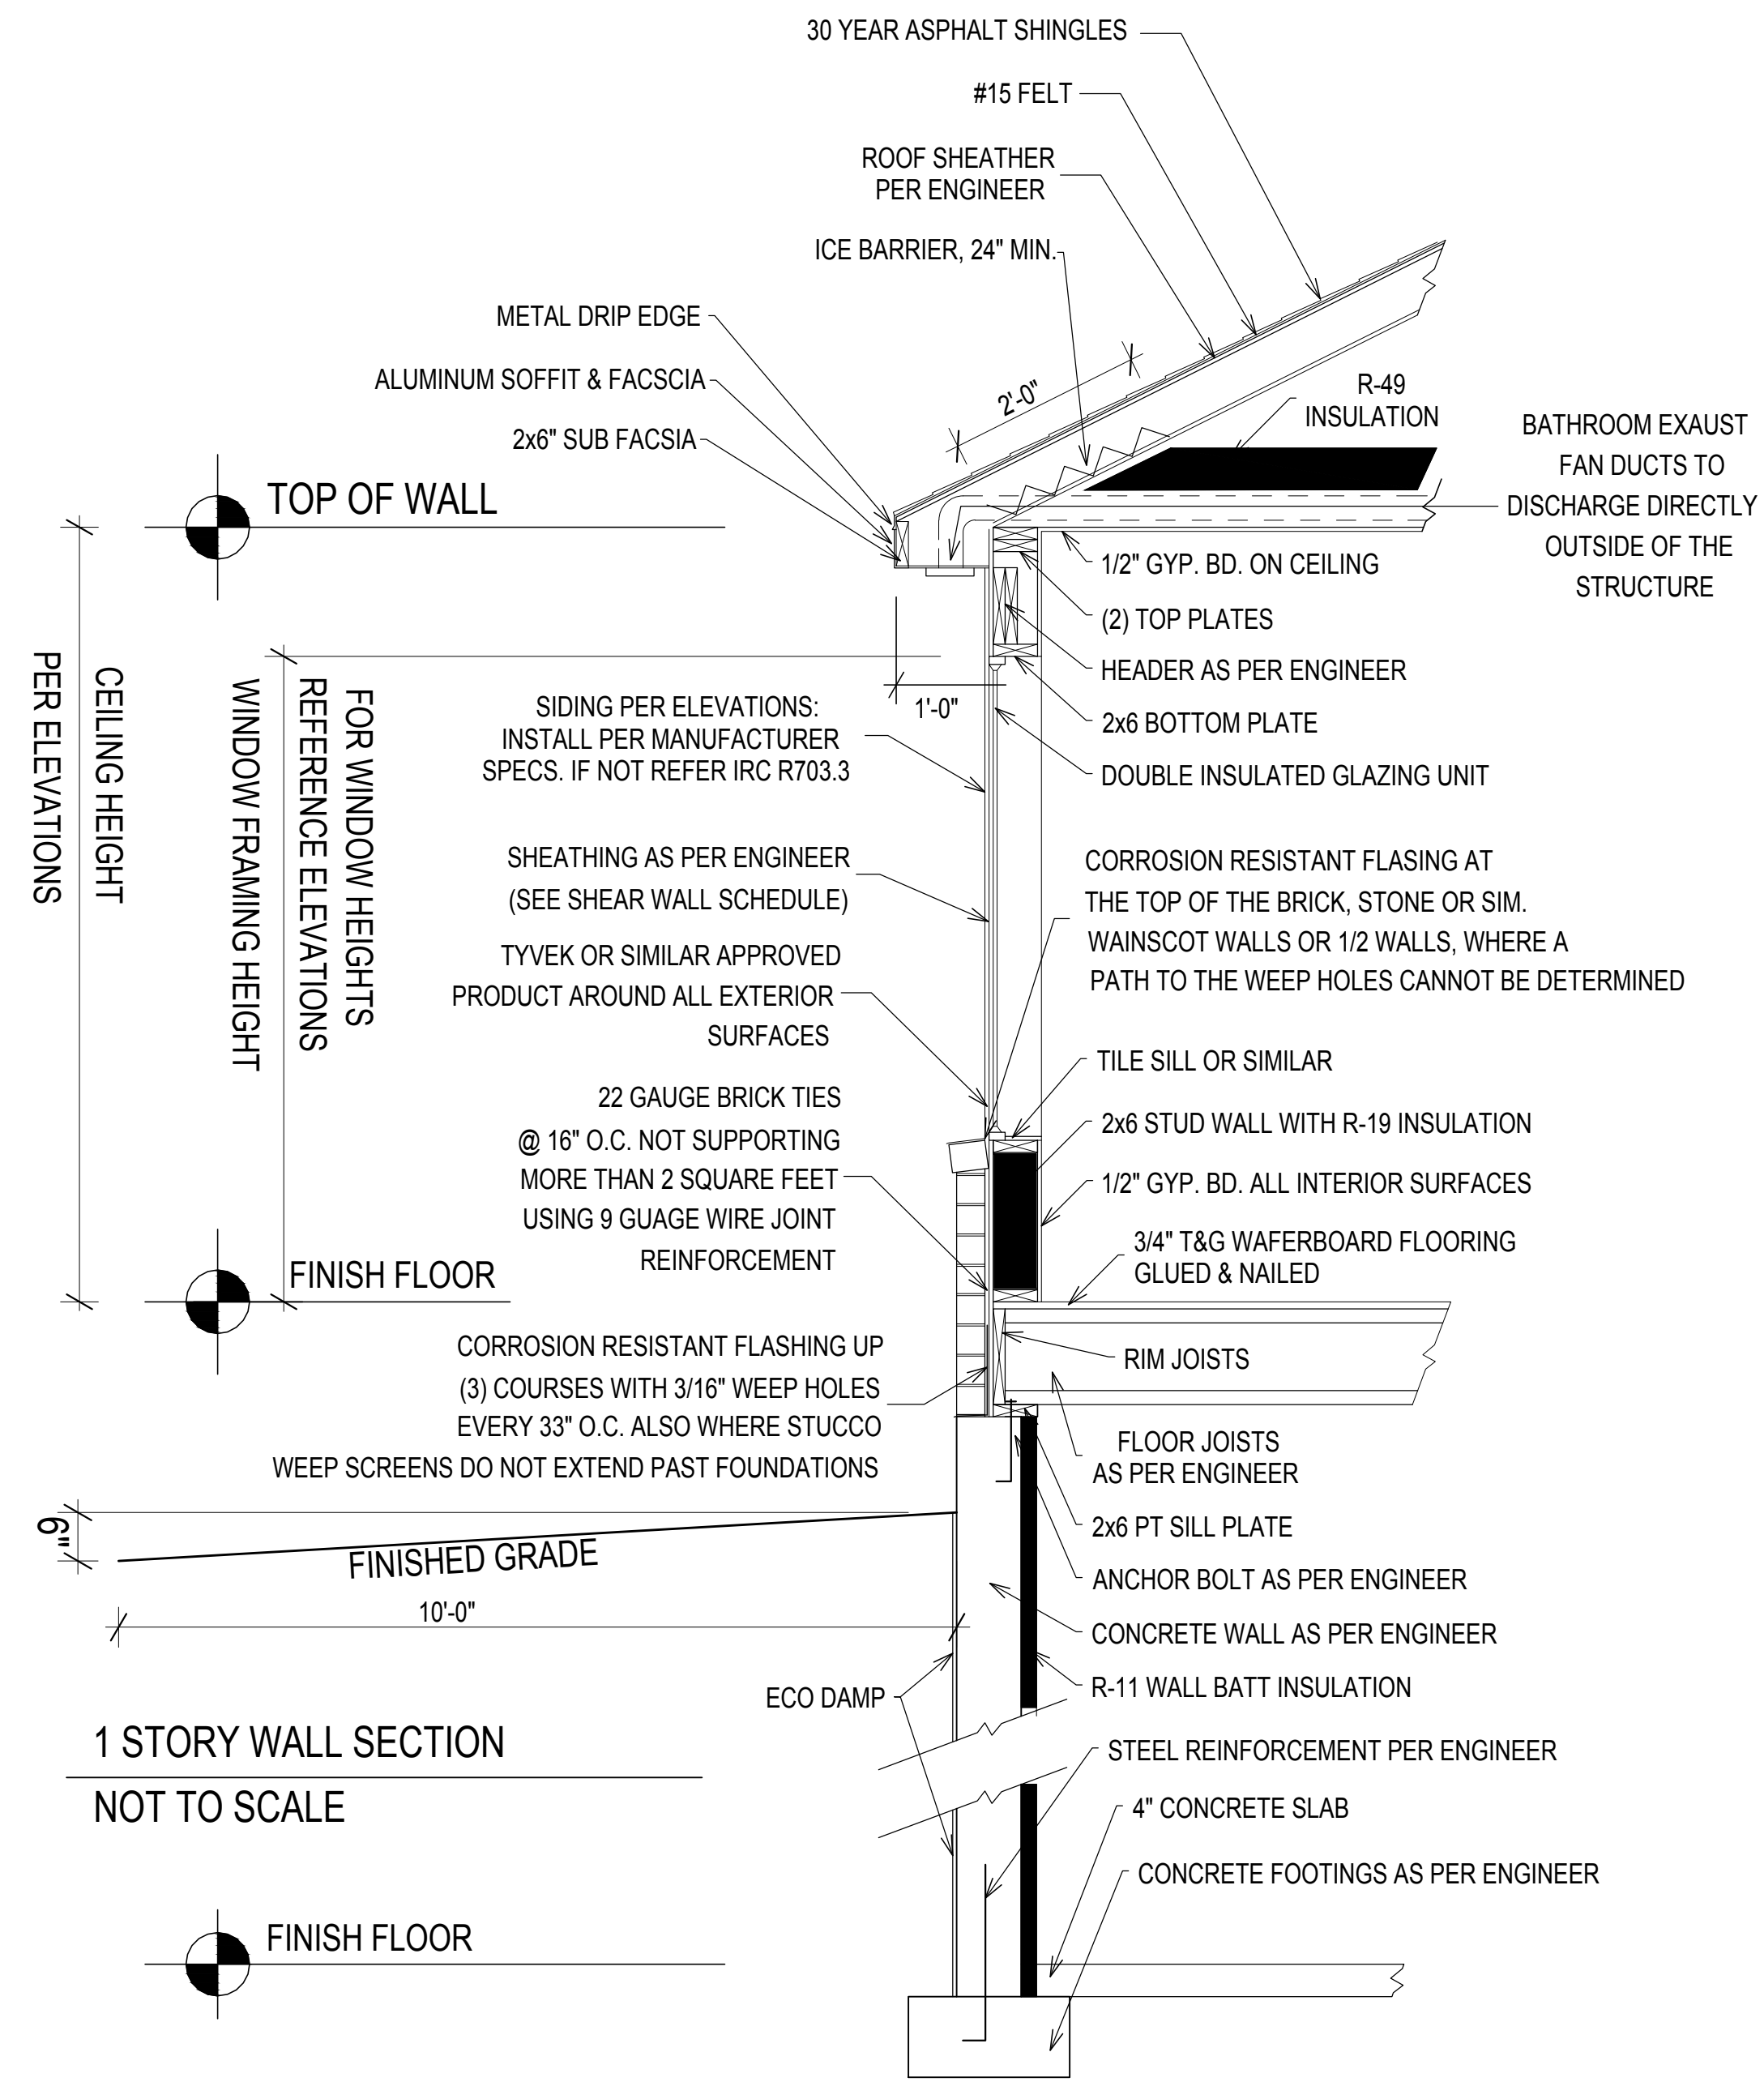 30 YEAR ASPHALT SHINGLES
#15 FELT
ROOF SHEATHER
PER ENGINEER
ICE BARRIER, 24" MIN.
METAL DRIP EDGE
ALUMINUM SOFFIT & FACSCIA
2x6" SUB FACSIA
2'-0"
R-49
INSULATION
BATHROOM EXAUST
FAN DUCTS TO
DISCHARGE DIRECTLY
OUTSIDE OF THE
STRUCTURE
TOP OF WALL
1/2" GYP. BD. ON CEILING
(2) TOP PLATES
HEADER AS PER ENGINEER
2x6 BOTTOM PLATE
DOUBLE INSULATED GLAZING UNIT
1'-0"
CEILING HEIGHT
PER ELEVATIONS
FOR WINDOW HEIGHTS
REFERENCE ELEVATIONS
WINDOW FRAMING HEIGHT
SIDING PER ELEVATIONS:
INSTALL PER MANUFACTURER
SPECS. IF NOT REFER IRC R703.3
SHEATHING AS PER ENGINEER
(SEE SHEAR WALL SCHEDULE)
TYVEK OR SIMILAR APPROVED
PRODUCT AROUND ALL EXTERIOR
SURFACES
22 GAUGE BRICK TIES
@ 16" O.C. NOT SUPPORTING
MORE THAN 2 SQUARE FEET
USING 9 GUAGE WIRE JOINT
REINFORCEMENT
CORROSION RESISTANT FLASING AT
THE TOP OF THE BRICK, STONE OR SIM.
WAINSCOT WALLS OR 1/2 WALLS, WHERE A
PATH TO THE WEEP HOLES CANNOT BE DETERMINED
TILE SILL OR SIMILAR
2x6 STUD WALL WITH R-19 INSULATION
1/2" GYP. BD. ALL INTERIOR SURFACES
3/4" T&G WAFERBOARD FLOORING
GLUED & NAILED
FINISH FLOOR
CORROSION RESISTANT FLASHING UP
(3) COURSES WITH 3/16" WEEP HOLES
EVERY 33" O.C. ALSO WHERE STUCCO
WEEP SCREENS DO NOT EXTEND PAST FOUNDATIONS
RIM JOISTS
FLOOR JOISTS
AS PER ENGINEER
2x6 PT SILL PLATE
ANCHOR BOLT AS PER ENGINEER
CONCRETE WALL AS PER ENGINEER
R-11 WALL BATT INSULATION
6"
FINISHED GRADE
10'-0"
ECO DAMP
STEEL REINFORCEMENT PER ENGINEER
4" CONCRETE SLAB
CONCRETE FOOTINGS AS PER ENGINEER
1 STORY WALL SECTION
NOT TO SCALE
FINISH FLOOR